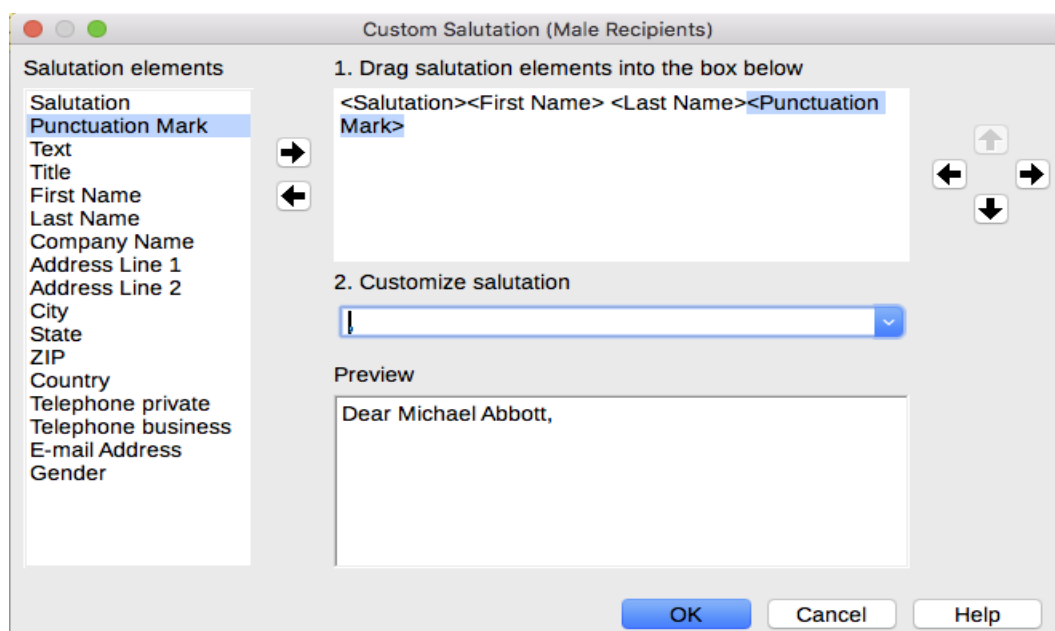 Custom Salutation (Male Recipients)
Salutation elements
Salutation
Punctuation Mark
Text
Title
First Name
Last Name
Company Name
Address Line 1
Address Line 2
City
State
ZIP
Country
Telephone private
Telephone business
E-mail Address
Gender
1. Drag salutation elements into the box below
<Salutation><First Name> <Last Name><Punctuation
Mark>
2. Customize salutation
,
Preview
Dear Michael Abbott,
OK
Cancel
Help